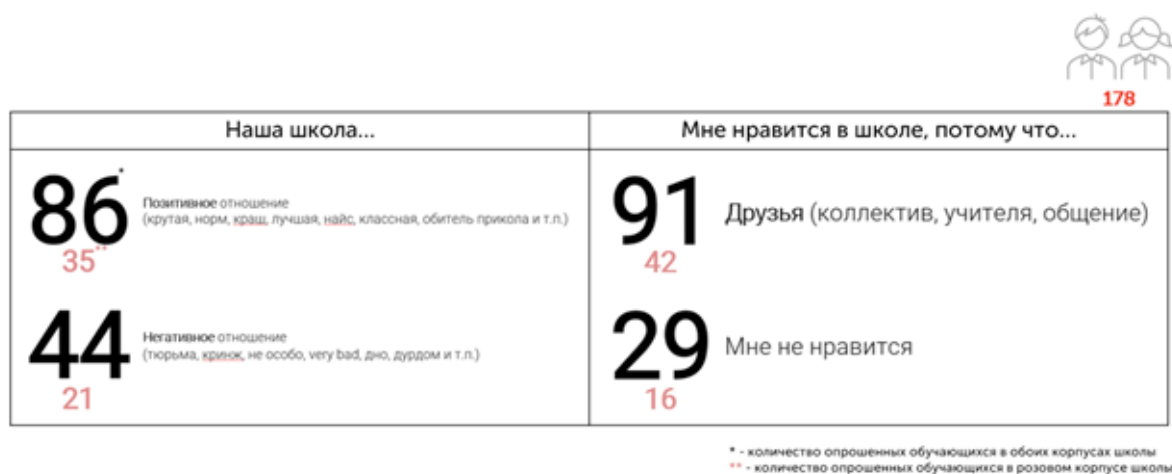 178
Наша школа...
Мне нравится в школе, потому что...
86*
Позитивное отношение
(крутая, норм, краш, лучшая, найс, классная, обитель прикола и т.п.)
35**
91
Друзья (коллектив, учителя, общение)
42
44
Негативное отношение
(тюрьма, кринж, не особо, very bad, дно, дурдом и т.п.)
21
29
Мне не нравится
16
* - количество опрошенных обучающихся в обоих корпусах школы
** - количество опрошенных обучающихся в розовом корпусе школы